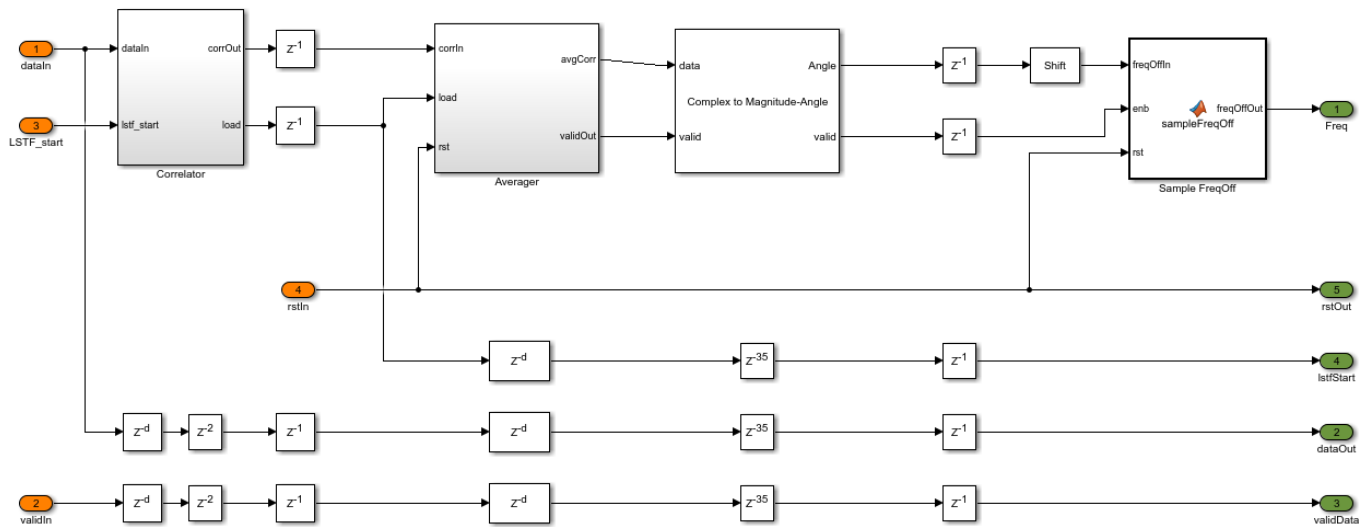 1
dataIn
3
LSTF_start
dataIn
corrOut
lstf_start
load
Correlator
z-1
z-1
corrIn
avgCorr
load
validOut
rst
Averager
data
Angle
Complex to Magnitude-Angle
valid
valid
z-1
Shift
z-1
freqOffIn
enb
freqOffOut
sampleFreqOff
rst
Sample FreqOff
1
Freq
4
rstIn
5
rstOut
z-d
z-35
z-1
4
lstfStart
z-d
z-2
z-1
z-d
z-35
z-1
2
dataOut
2
validIn
z-d
z-2
z-1
z-d
z-35
z-1
3
validData